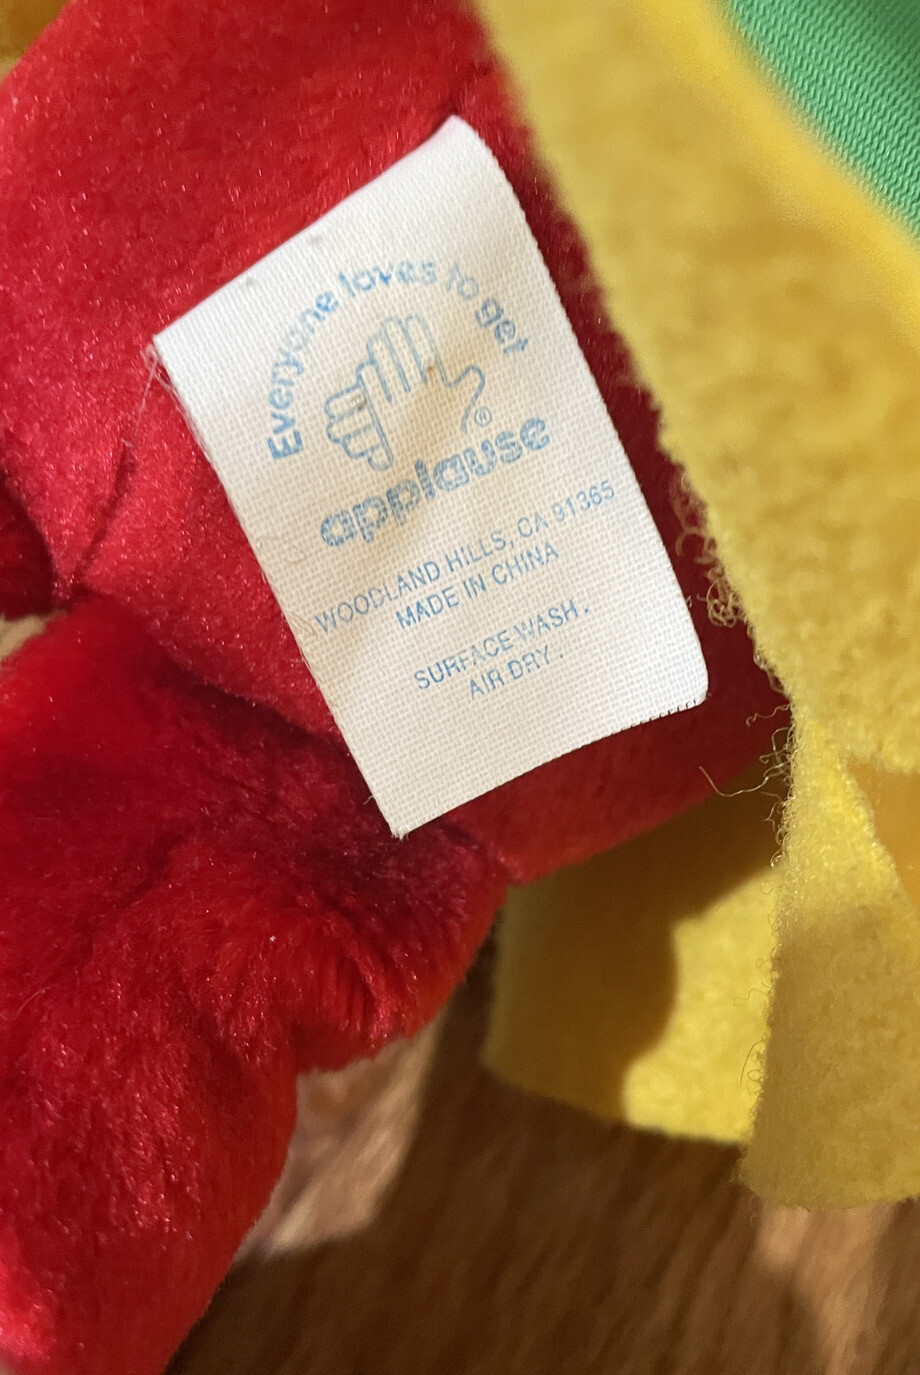 Everyone loves to get
®
applause
WOODLAND HILLS, CA 91365
MADE IN CHINA
SURFACE WASH.
AIR DRY.